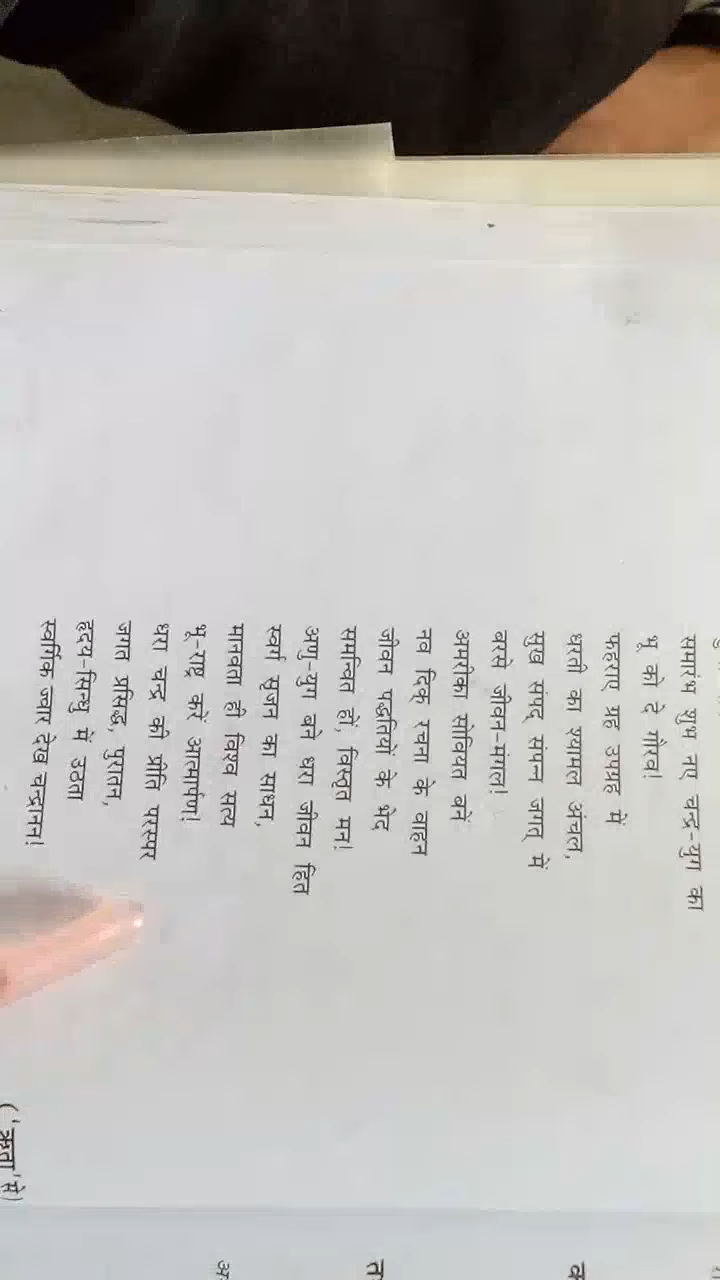 समारंभ शुभ नए चन्द्र-युग का
भू को दे गौरव!
फहराए ग्रह उपग्रह में
धरती का श्यामल अंचल,
सुख संपद् संपन्न जगत् में
बरसे जीवन-मंगल!
अमरीका सोवियत बनें
नव दिक् रचना के वाहन
जीवन पद्धतियों के भेद
समन्वित हों, विस्तृत मन!
अणु-युग बने धरा जीवन हित
स्वर्ग सृजन का साधन,
मानवता ही विश्व सत्य
भू-राष्ट्र करें आत्मार्पण!
धरा चन्द्र की प्रीति परस्पर
जगत प्रसिद्ध, पुरातन,
हृदय-सिन्धु में उठता
स्वर्गिक ज्वार देख चन्द्रानन!
('ऋता' से)